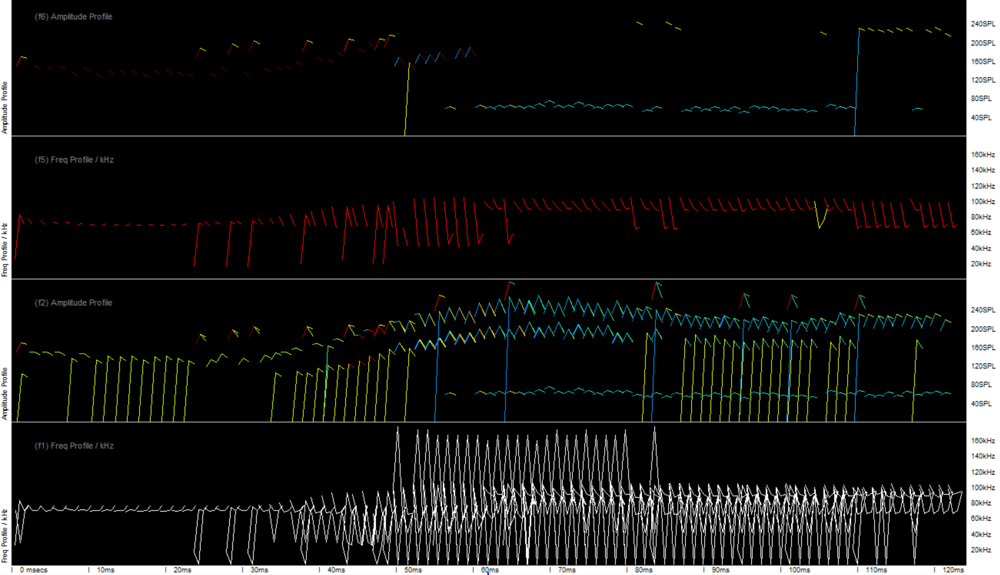 (f6) Amplitude Profile
Amplitude Profile
240SPL
200SPL
160SPL
120SPL
80SPL
40SPL
(f5) Freq Profile / kHz
Freq Profile / kHz
160kHz
140kHz
120kHz
100kHz
80kHz
60kHz
40kHz
20kHz
(f2) Amplitude Profile
Amplitude Profile
240SPL
200SPL
160SPL
120SPL
80SPL
40SPL
(f1) Freq Profile / kHz
Freq Profile / kHz
160kHz
140kHz
120kHz
100kHz
80kHz
60kHz
40kHz
20kHz
0 msecs 10ms 20ms 30ms 40ms 50ms 60ms 70ms 80ms 90ms 100ms 110ms 120ms